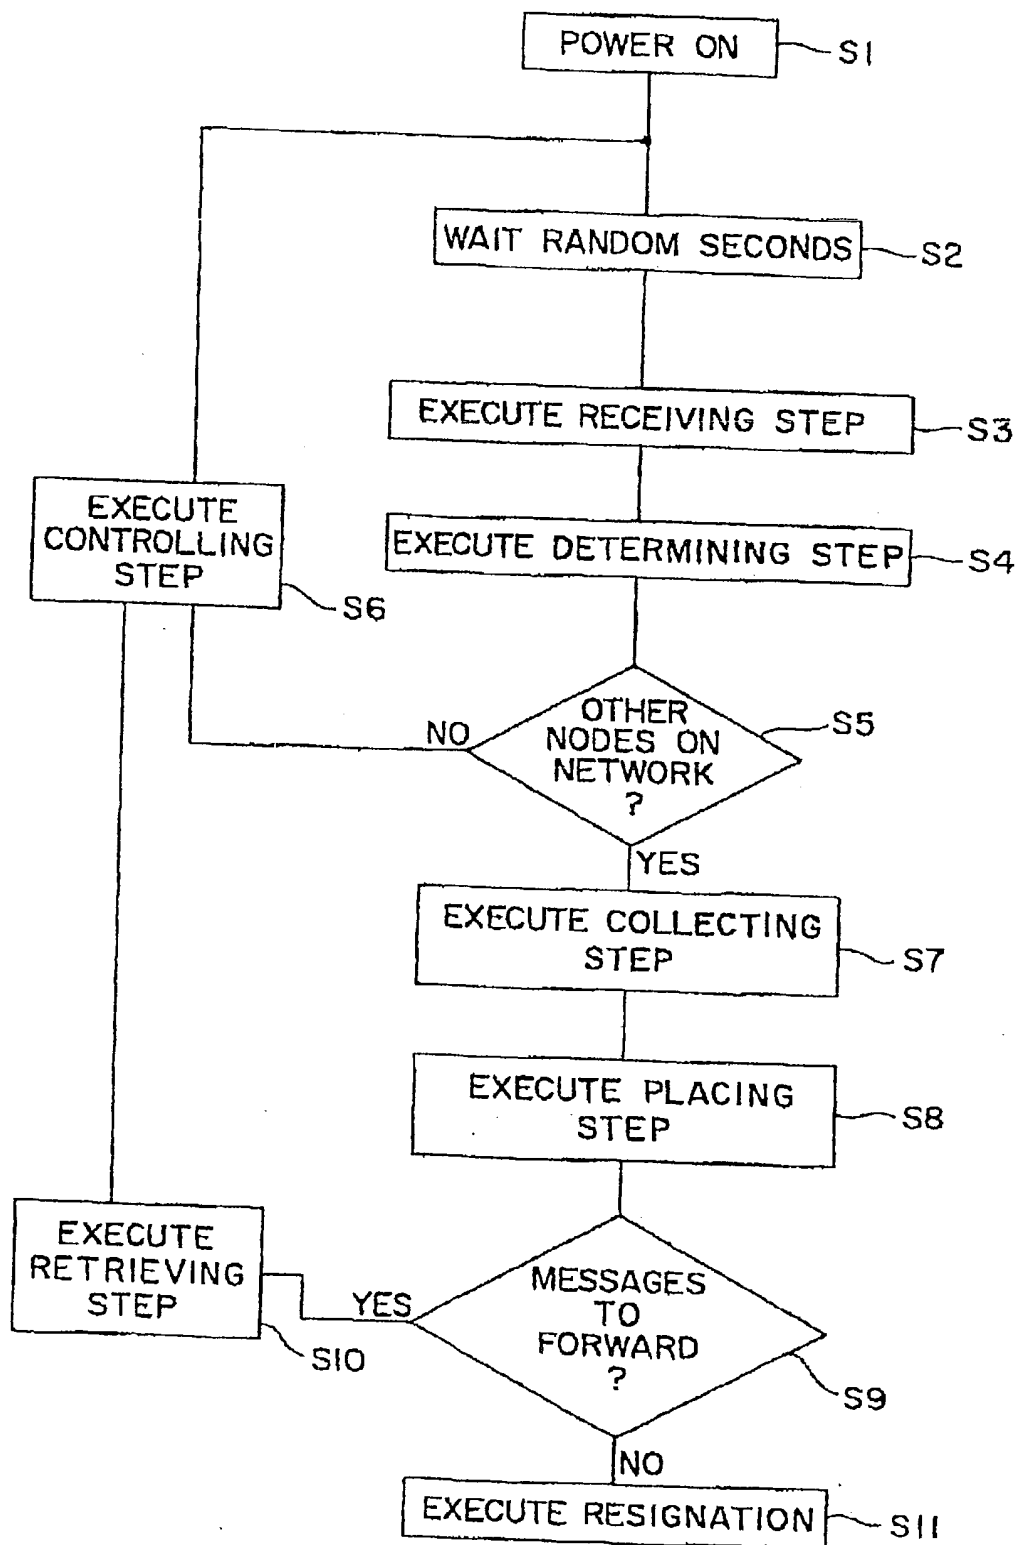 POWER ON
S1
WAIT RANDOM SECONDS
S2
EXECUTE RECEIVING STEP
S3
EXECUTE
CONTROLLING
STEP
S6
EXECUTE DETERMINING STEP
S4
OTHER
NODES ON
NETWORK
?
S5
NO
YES
EXECUTE COLLECTING
STEP
S7
EXECUTE PLACING
STEP
S8
EXECUTE
RETRIEVING
STEP
S10
YES
MESSAGES
TO
FORWARD
?
S9
NO
EXECUTE RESIGNATION
S11